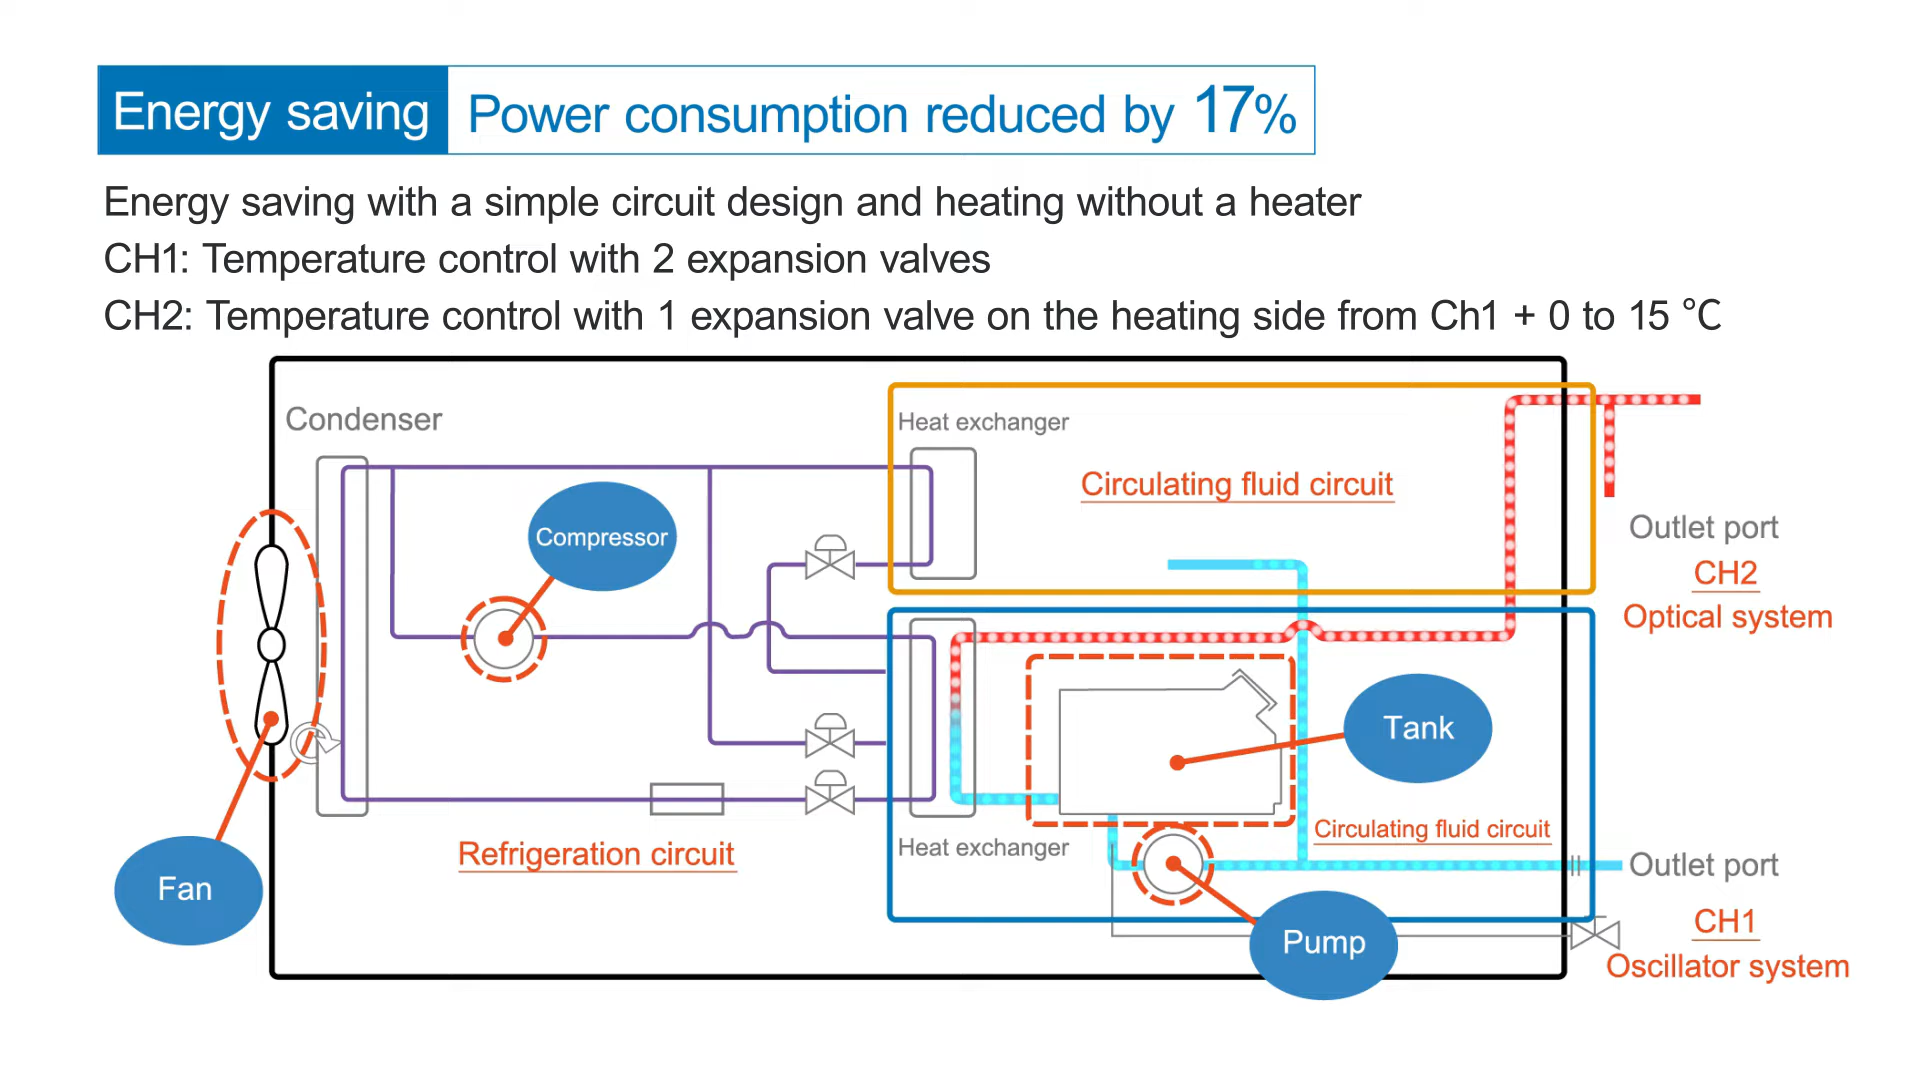 Energy saving Power consumption reduced by 17%
Energy saving with a simple circuit design and heating without a heater
CH1: Temperature control with 2 expansion valves
CH2: Temperature control with 1 expansion valve on the heating side from Ch1 + 0 to 15 °C
Condenser
Heat exchanger
Circulating fluid circuit
Compressor
Outlet port
CH2
Optical system
Tank
Circulating fluid circuit
Heat exchanger
Refrigeration circuit
Outlet port
Fan
CH1
Pump
Oscillator system